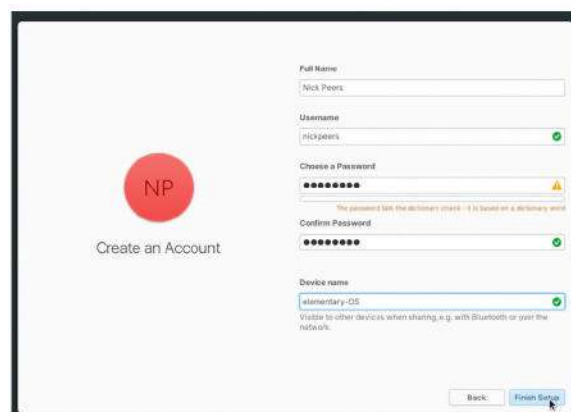 NP
Create an Account
Full Name
Nick Peers
Username
nickpeers
Choose a Password
The password fails the dictionary check - it is based on a dictionary word
Confirm Password
Device name
elementary-OS
Visible to other devices when sharing, e.g. with Bluetooth or over the
network.
Back
Finish Setup